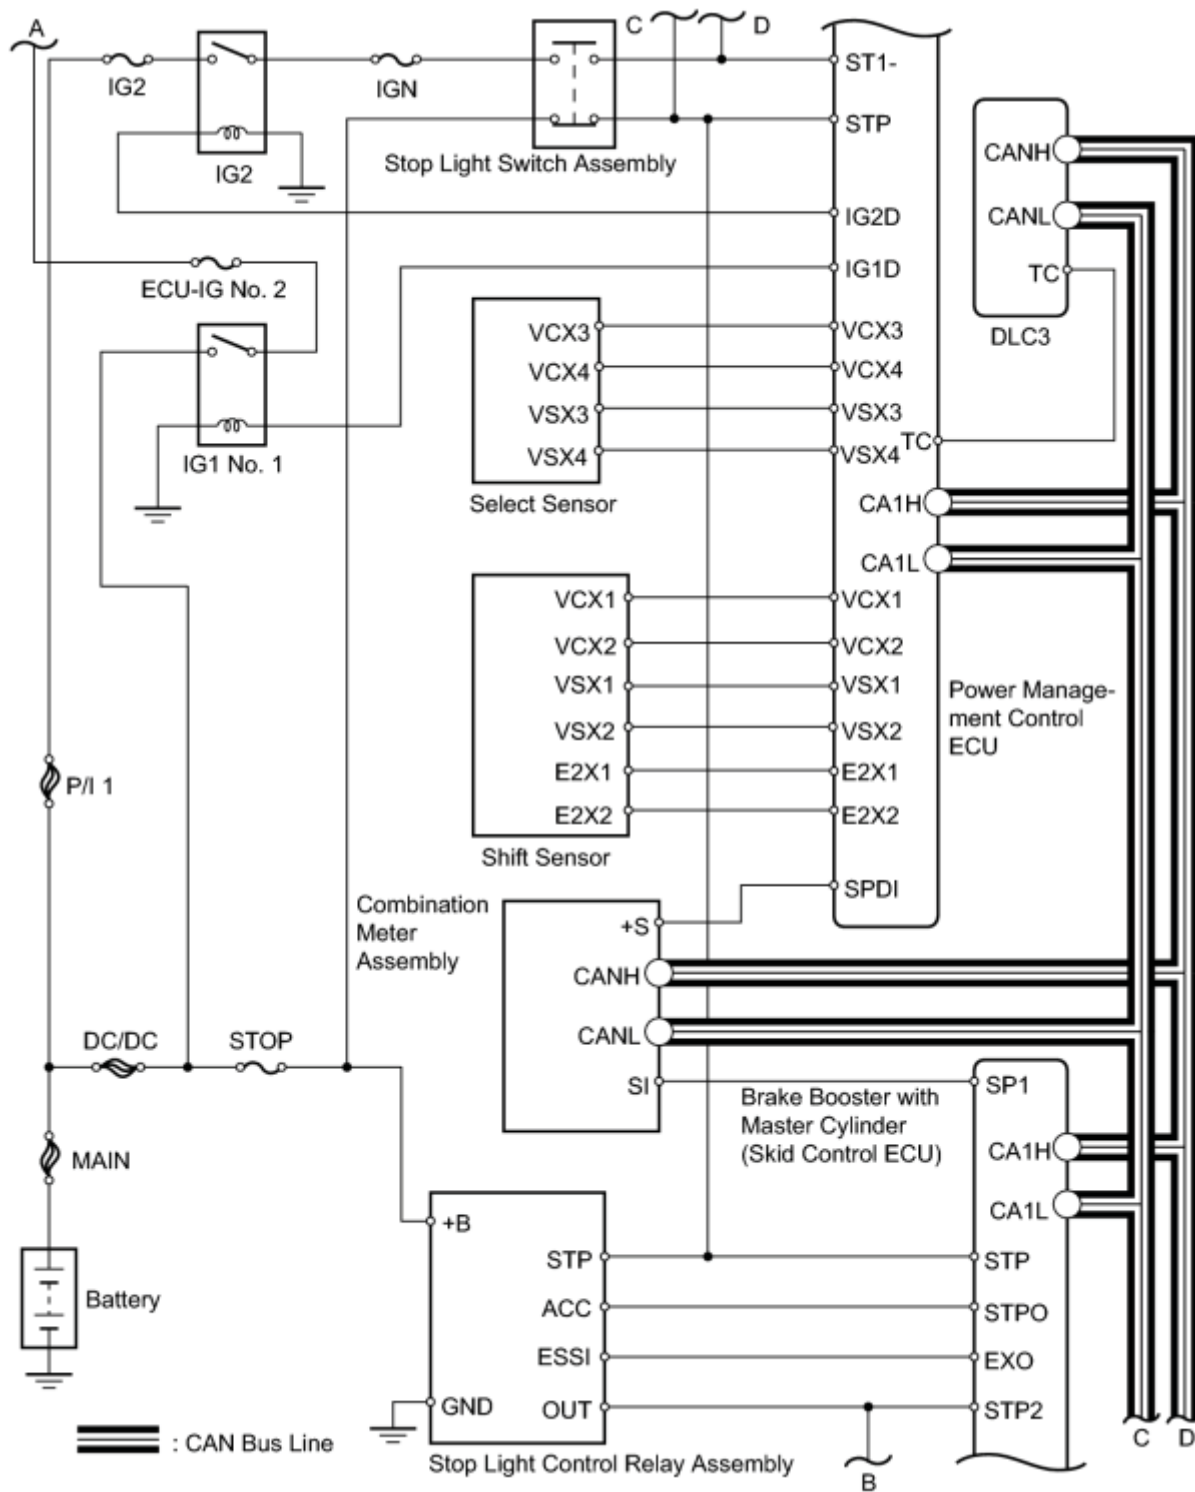 A
C
D
IG2
IGN
ST1-
STP
Stop Light Switch Assembly
IG2
CANH
CANL
TC
DLC3
IG2D
IG1D
ECU-IG No. 2
IG1 No. 1
VCX3
VCX4
VSX3
VSX4
Select Sensor
VCX3
VCX4
VSX3
VSX4
TC
CA1H
CA1L
VCX1
VCX2
VSX1
VSX2
E2X1
E2X2
Shift Sensor
VCX1
VCX2
VSX1
VSX2
E2X1
E2X2
SPDI
Power Manage-
ment Control
ECU
P/I 1
Combination
Meter
Assembly
+S
CANH
CANL
SI
DC/DC
STOP
MAIN
Battery
Brake Booster with
Master Cylinder
(Skid Control ECU)
SP1
CA1H
CA1L
STP
STPO
EXO
STP2
+B
STP
ACC
ESSI
OUT
GND
Stop Light Control Relay Assembly
: CAN Bus Line
B
C
D